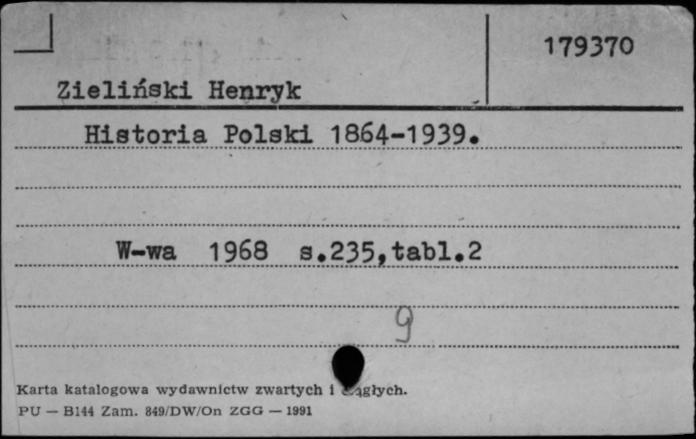 179370
Zieliński Henryk
Historia Polski 1864-1939.
W-wa 1968 s.235,tabl.2
9
Karta katalogowa wydawnictw zwartych i
PU — B144 Zam. 849/DW/On ZGG — 1991